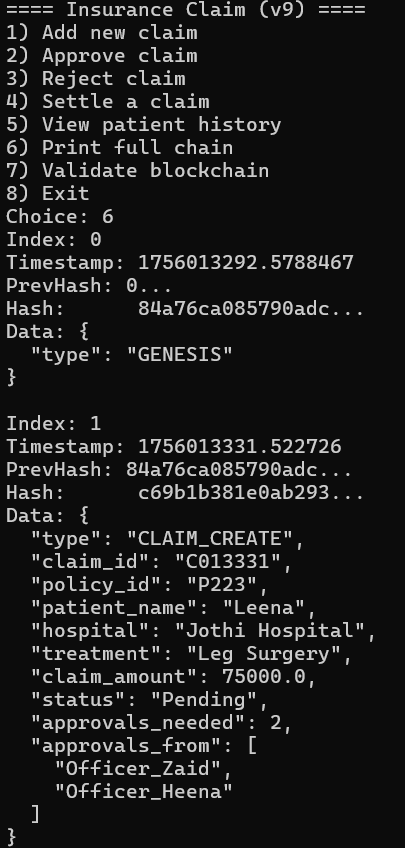 ==== Insurance Claim (v9) ====
1) Add new claim
2) Approve claim
3) Reject claim
4) Settle a claim
5) View patient history
6) Print full chain
7) Validate blockchain
8) Exit
Choice: 6
Index: 0
Timestamp: 1756013292.5788467
PrevHash: 0...
Hash:      84a76ca085790adc...
Data: {
  "type": "GENESIS"
}

Index: 1
Timestamp: 1756013331.522726
PrevHash: 84a76ca085790adc...
Hash:      c69b1b381e0ab293...
Data: {
  "type": "CLAIM_CREATE",
  "claim_id": "C013331",
  "policy_id": "P223",
  "patient_name": "Leena",
  "hospital": "Jothi Hospital",
  "treatment": "Leg Surgery",
  "claim_amount": 75000.0,
  "status": "Pending",
  "approvals_needed": 2,
  "approvals_from": [
    "Officer_Zaid",
    "Officer_Heena"
  ]
}